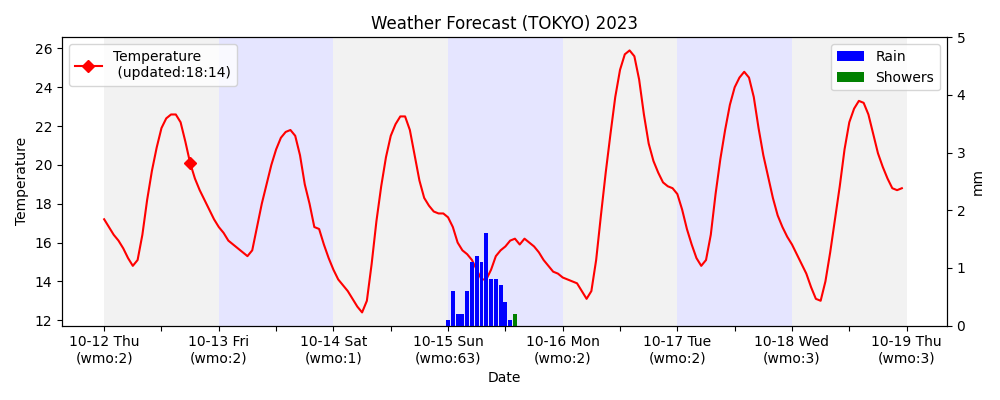 Weather Forecast (TOKYO) 2023
Temperature
(updated:18:14)
Rain
Showers
26
24
22
20
18
16
14
12
Temperature
5
4
3
2
1
0
mm
10-12 Thu
(wmo:2)
10-13 Fri
(wmo:2)
10-14 Sat
(wmo:1)
10-15 Sun
(wmo:63)
10-16 Mon
(wmo:2)
10-17 Tue
(wmo:2)
10-18 Wed
(wmo:3)
10-19 Thu
(wmo:3)
Date